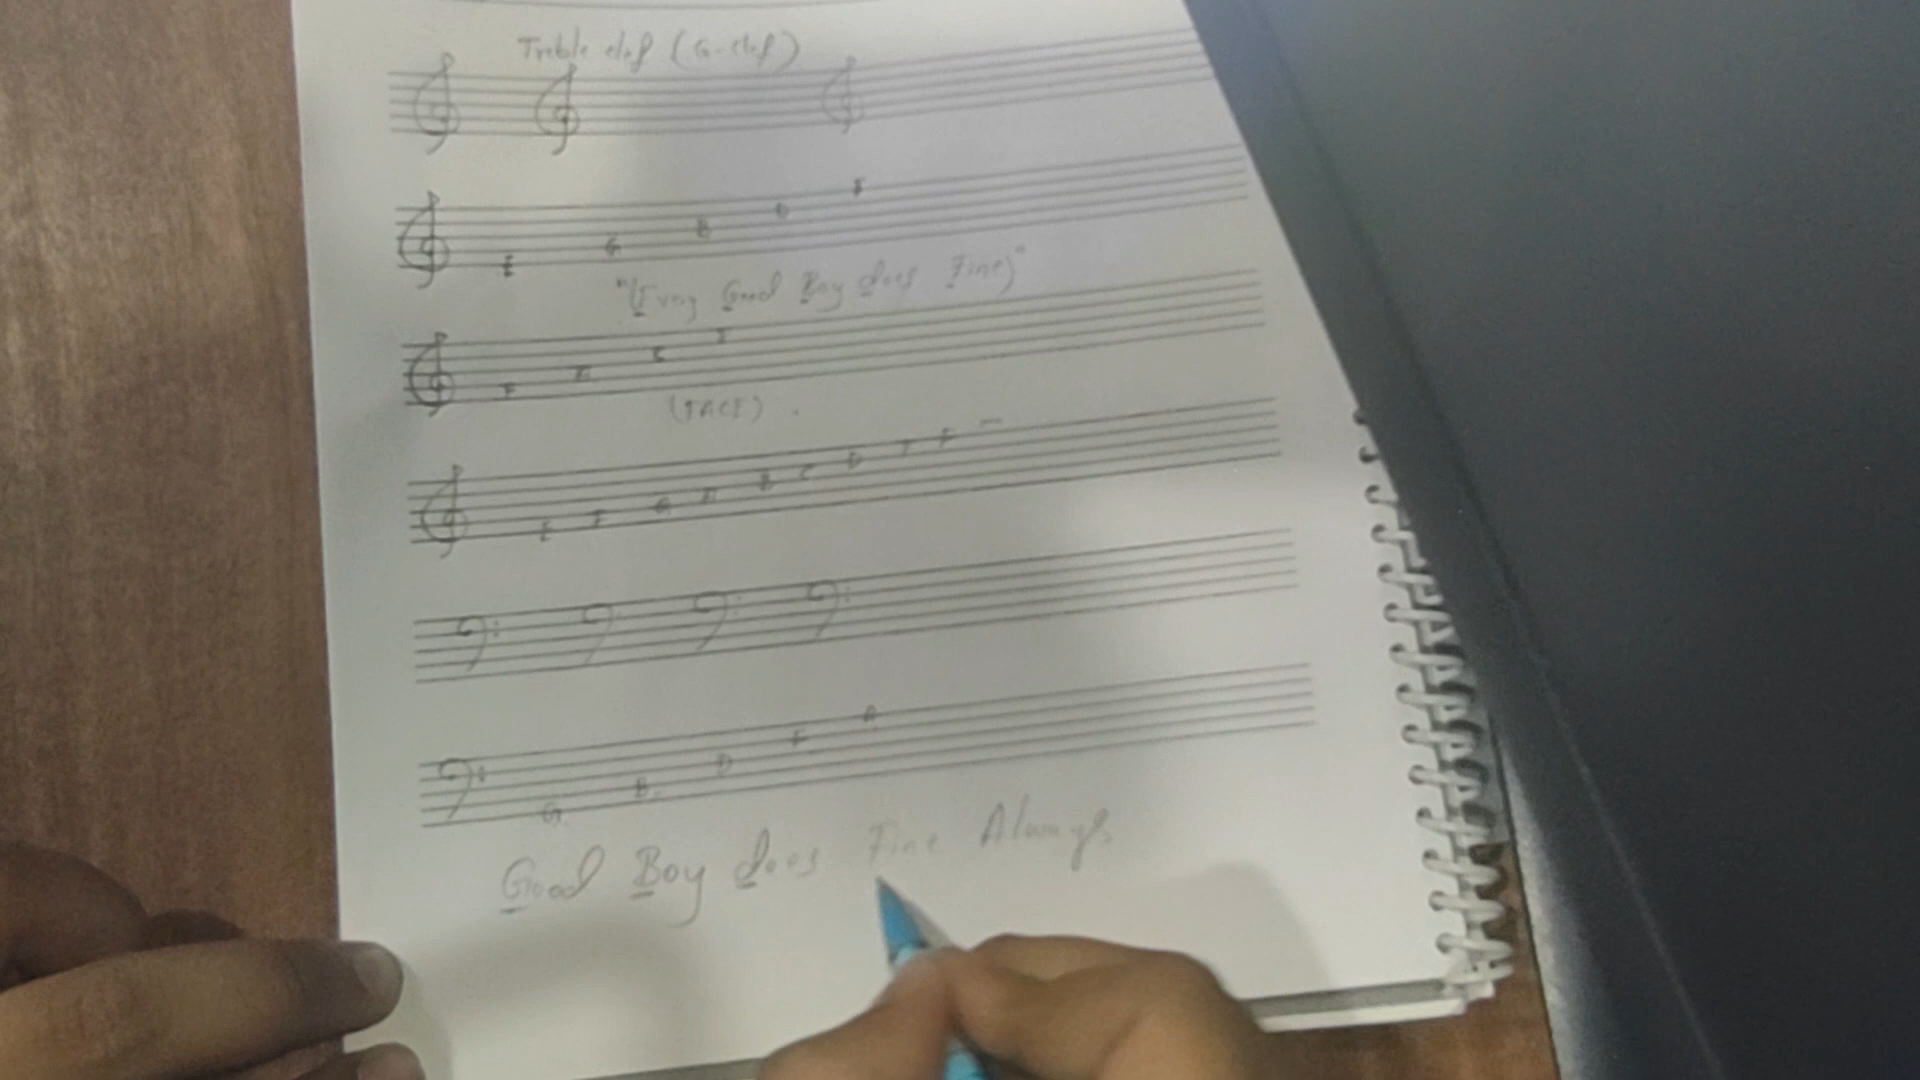 Treble clef (G-clef)
E G B D F
"(Every Good Boy does Fine)"
F A C E
(FACE).
E F G A B C D E F
G B D F A
Good Boy does Fine Always.